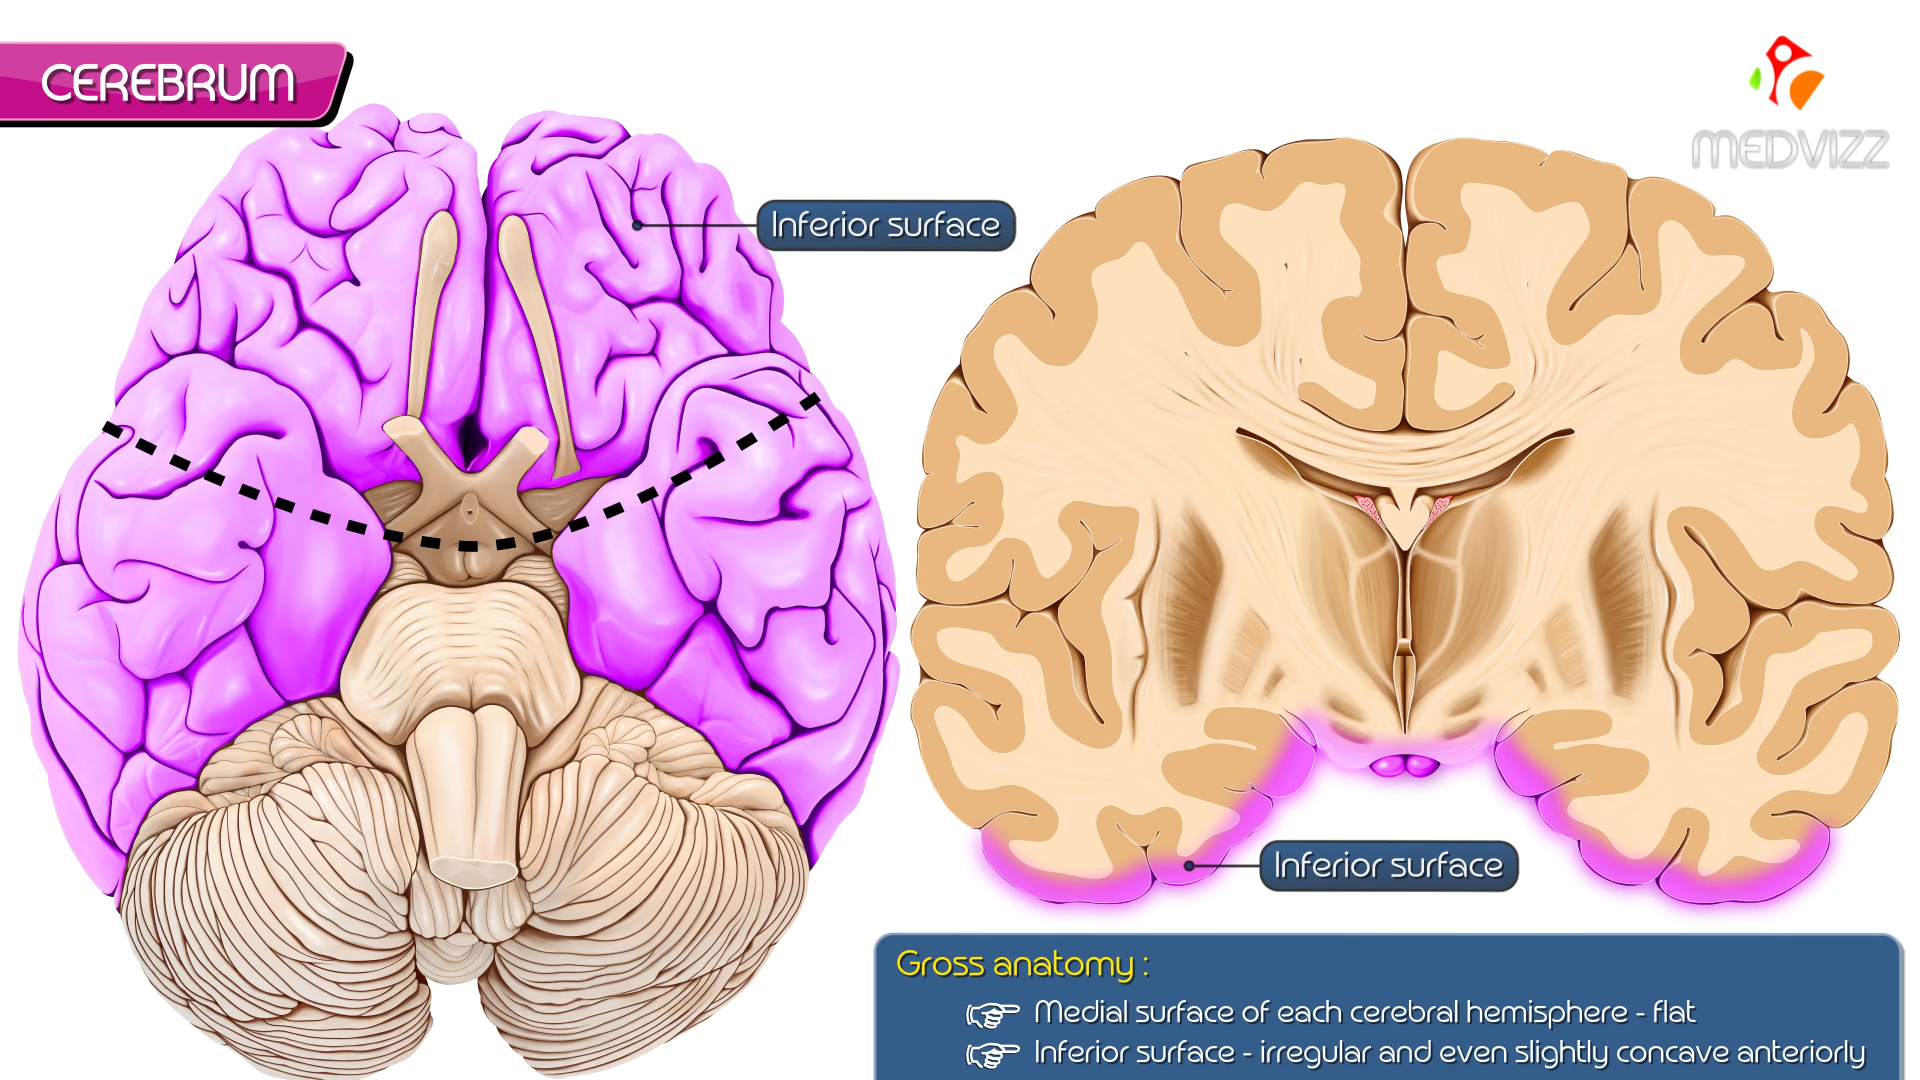 CEREBRUM
MEDVIZZ
Inferior surface
Inferior surface
Gross anatomy :
Medial surface of each cerebral hemisphere - flat
Inferior surface - irregular and even slightly concave anteriorly